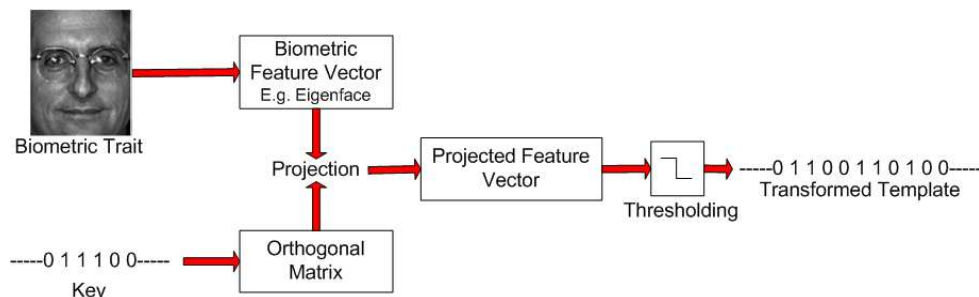 Biometric
Feature Vector
E.g. Eigenface
Biometric Trait
Projection
Projected Feature
Vector
-----0 1 1 0 0 1 1 0 1 0 0-----
Transformed Template
Thresholding
-----0 1 1 1 0 0-----
Key
Orthogonal
Matrix